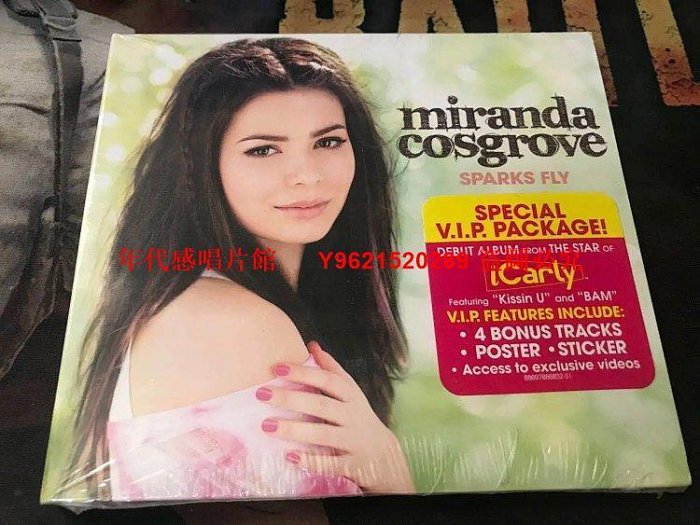 miranda
cosgrove
SPARKS FLY
SPECIAL
V.I.P. PACKAGE!
DEBUT ALBUM FROM THE STAR OF
iCarly
Featuring "Kissin U" and "BAM"
V.I.P. FEATURES INCLUDE:
• 4 BONUS TRACKS
• POSTER • STICKER
• Access to exclusive videos
年代感唱片館